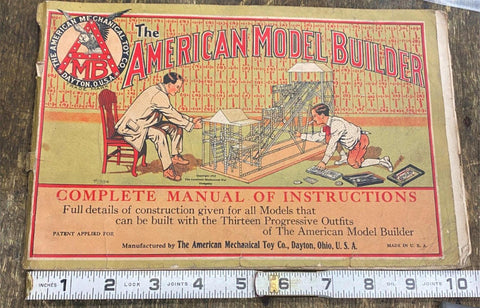 THE AMERICAN MECHANICAL TOY CO.
AMB
DAYTON, O. U.S.A.
The
AMERICAN MODEL BUILDER
COMPLETE MANUAL OF INSTRUCTIONS
Full details of construction given for all Models that
can be built with the Thirteen Progressive Outfits
of The American Model Builder
PATENT APPLIED FOR
Manufactured by The American Mechanical Toy Co., Dayton, Ohio, U. S. A.
MADE IN U. S. A.
INCHES 1 2 LOCK 3 JOINTS 4 5 6 7 8 JOINTS 9 10